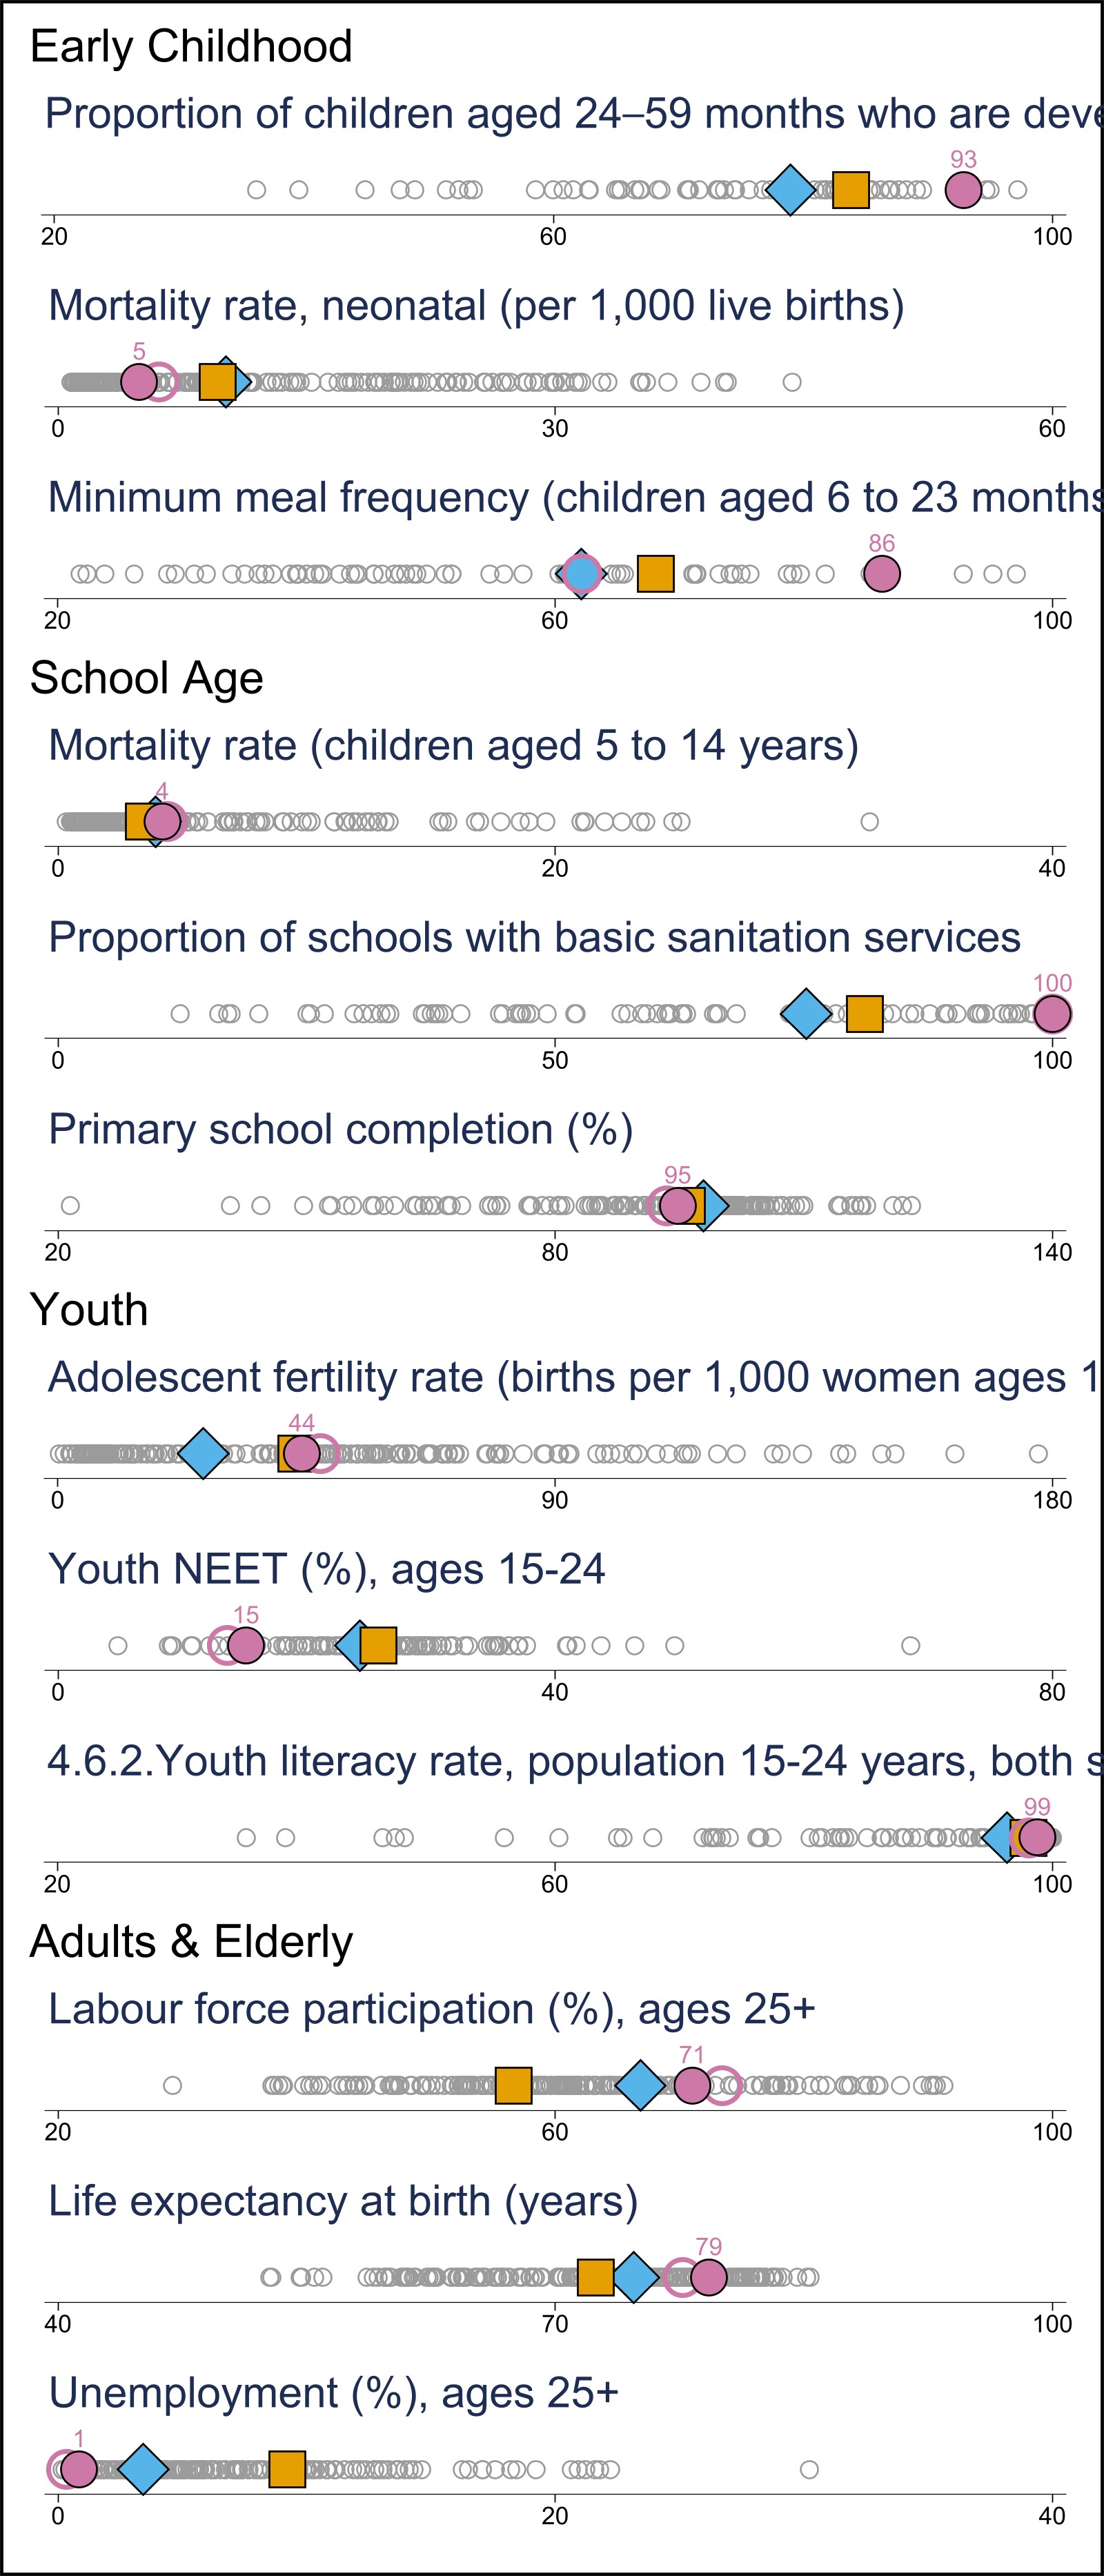 Early Childhood
Proportion of children aged 24–59 months who are deve
93
20 60 100
Mortality rate, neonatal (per 1,000 live births)
5
0 30 60
Minimum meal frequency (children aged 6 to 23 months
86
20 60 100
School Age
Mortality rate (children aged 5 to 14 years)
4
0 20 40
Proportion of schools with basic sanitation services
100
0 50 100
Primary school completion (%)
95
20 80 140
Youth
Adolescent fertility rate (births per 1,000 women ages 1
44
0 90 180
Youth NEET (%), ages 15-24
15
0 40 80
4.6.2.Youth literacy rate, population 15-24 years, both s
99
20 60 100
Adults & Elderly
Labour force participation (%), ages 25+
71
20 60 100
Life expectancy at birth (years)
79
40 70 100
Unemployment (%), ages 25+
1
0 20 40